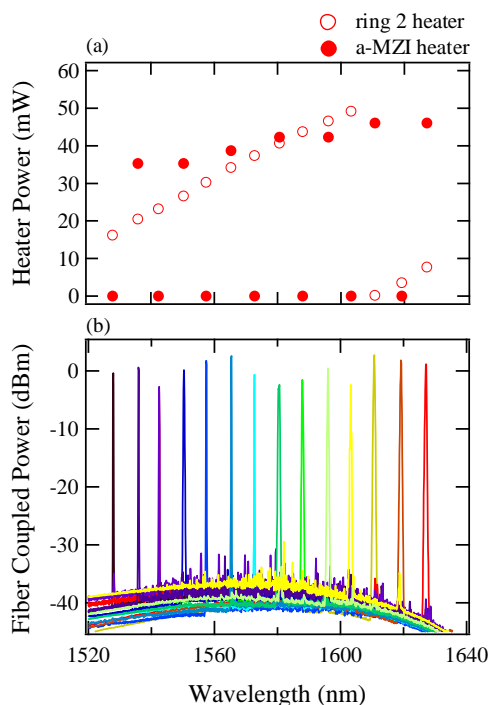 ring 2 heater
a-MZI heater
(a)
Heater Power (mW)
60
50
40
30
20
10
0
(b)
Fiber Coupled Power (dBm)
0
-10
-20
-30
-40
1520
1560
1600
1640
Wavelength (nm)